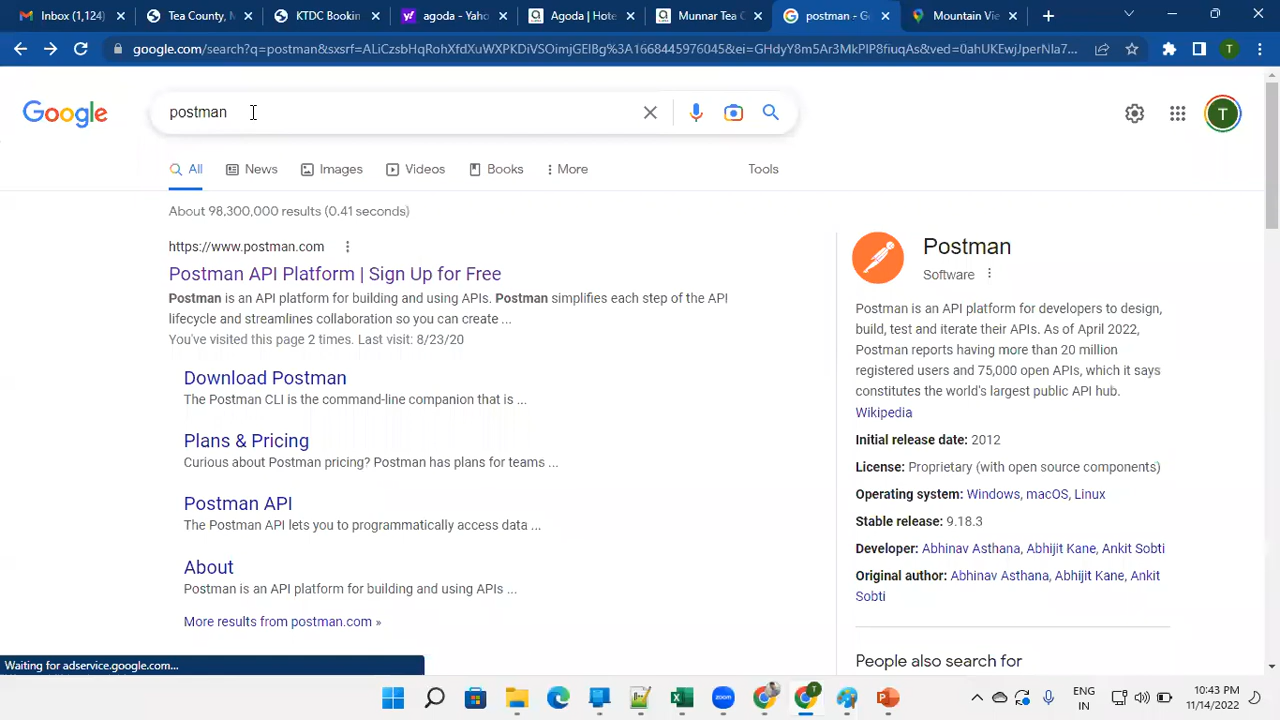 Inbox (1,124)
Tea County, M
KTDC Bookin
agoda - Yaho
Agoda | Hote
Munnar Tea C
postman - Go
Mountain Vie
google.com/search?q=postman&sxsrf=ALiCzsbHqRohXfdXuWXPKDiVSOimjGEIBg%3A1668445976045&ei=GHdyY8m5Ar3MkPIP8fiuqAs&ved=0ahUKEwjJperNIa7...
T
Google
postman
T
All
News
Images
Videos
Books
More
Tools
About 98,300,000 results (0.41 seconds)
https://www.postman.com
Postman API Platform | Sign Up for Free
Postman is an API platform for building and using APIs. Postman simplifies each step of the API
lifecycle and streamlines collaboration so you can create ...
You've visited this page 2 times. Last visit: 8/23/20
Download Postman
The Postman CLI is the command-line companion that is ...
Plans & Pricing
Curious about Postman pricing? Postman has plans for teams ...
Postman API
The Postman API lets you to programmatically access data ...
About
Postman is an API platform for building and using APIs ...
More results from postman.com »
Postman
Software
Postman is an API platform for developers to design,
build, test and iterate their APIs. As of April 2022,
Postman reports having more than 20 million
registered users and 75,000 open APIs, which it says
constitutes the world's largest public API hub.
Wikipedia
Initial release date: 2012
License: Proprietary (with open source components)
Operating system: Windows, macOS, Linux
Stable release: 9.18.3
Developer: Abhinav Asthana, Abhijit Kane, Ankit Sobti
Original author: Abhinav Asthana, Abhijit Kane, Ankit
Sobti
People also search for
Waiting for adservice.google.com...
zoom
T
ENG
IN
10:43 PM
11/14/2022